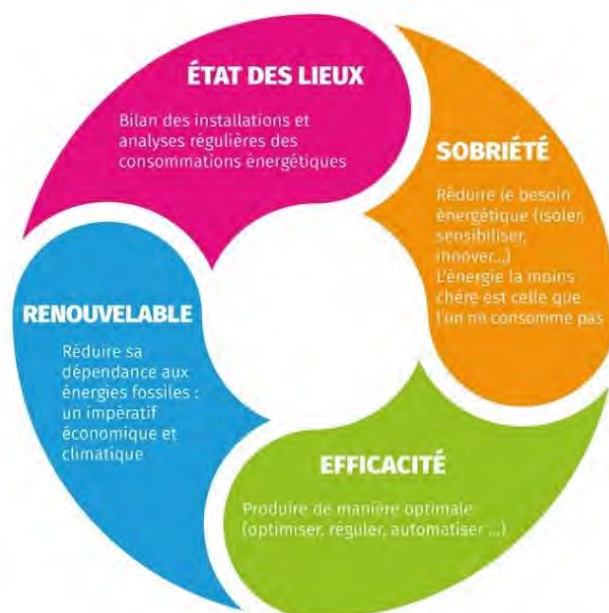 ÉTAT DES LIEUX
Bilan des installations et
analyses régulières des
consommations énergétiques
SOBRIÉTÉ
Réduire le besoin
énergétique (isoler,
sensibiliser,
innover...)
L'énergie la moins
chère est celle que
l'on ne consomme pas
EFFICACITÉ
Produire de manière optimale
(optimiser, réguler, automatiser ...)
RENOUVELABLE
Réduire sa
dépendance aux
énergies fossiles :
un impératif
économique et
climatique